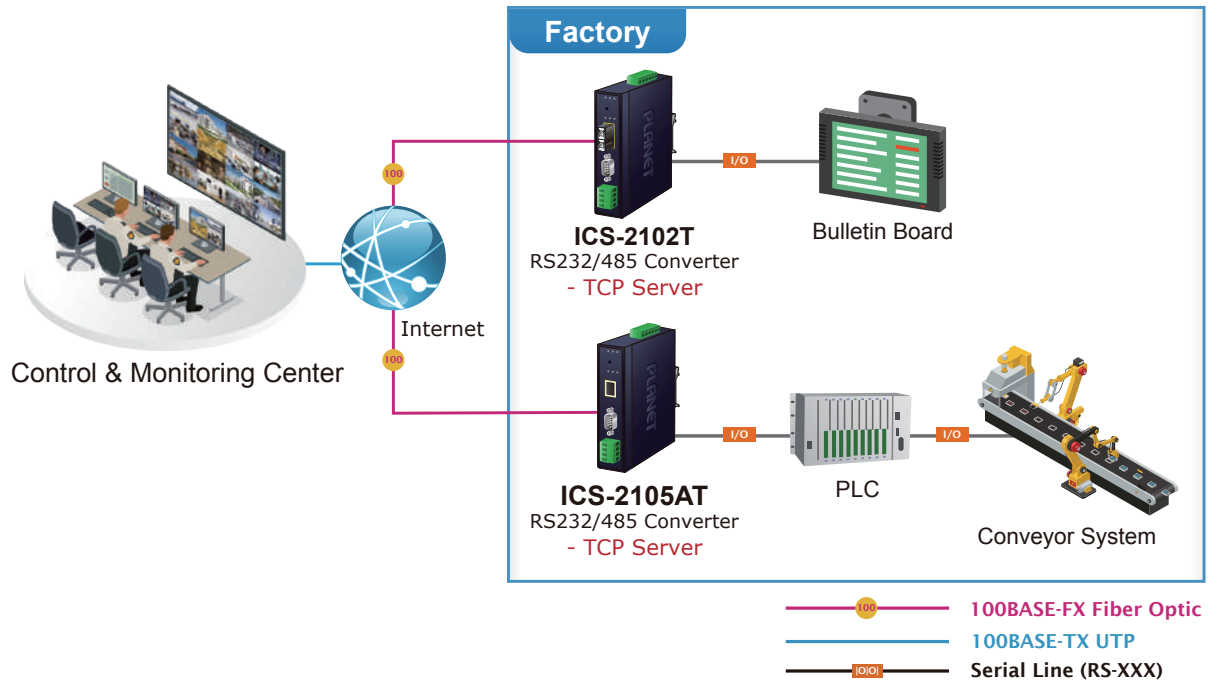 Factory
PLANET
100
I/O
ICS-2102T
RS232/485 Converter
- TCP Server
Bulletin Board
Internet
Control & Monitoring Center
100
PLANET
I/O
I/O
ICS-2105AT
RS232/485 Converter
- TCP Server
PLC
Conveyor System
100
100BASE-FX Fiber Optic
100BASE-TX UTP
|O|O|
Serial Line (RS-XXX)